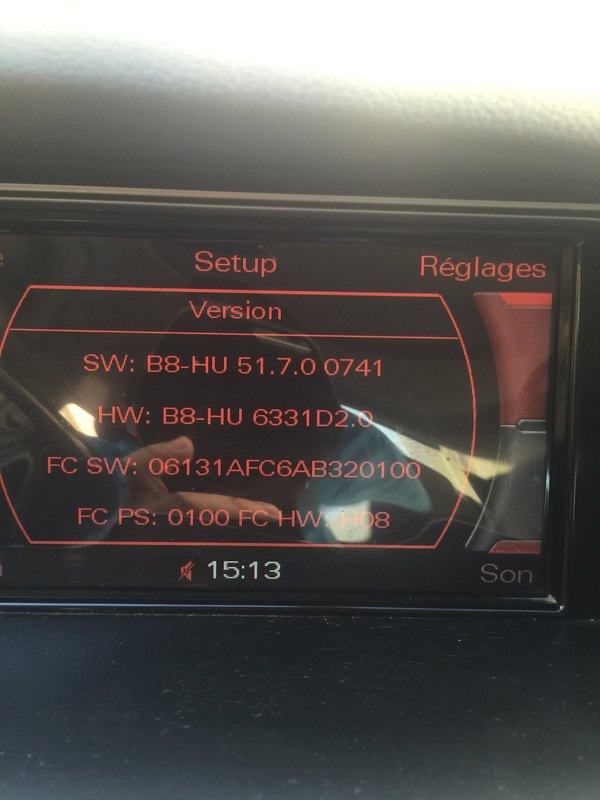 Setup
Réglages
Version
SW: B8-HU 51.7.0 0741
HW: B8-HU 6331D2.0
FC SW: 06131AFC6AB320100
FC PS: 0100 FC HW: H08
15:13
Son